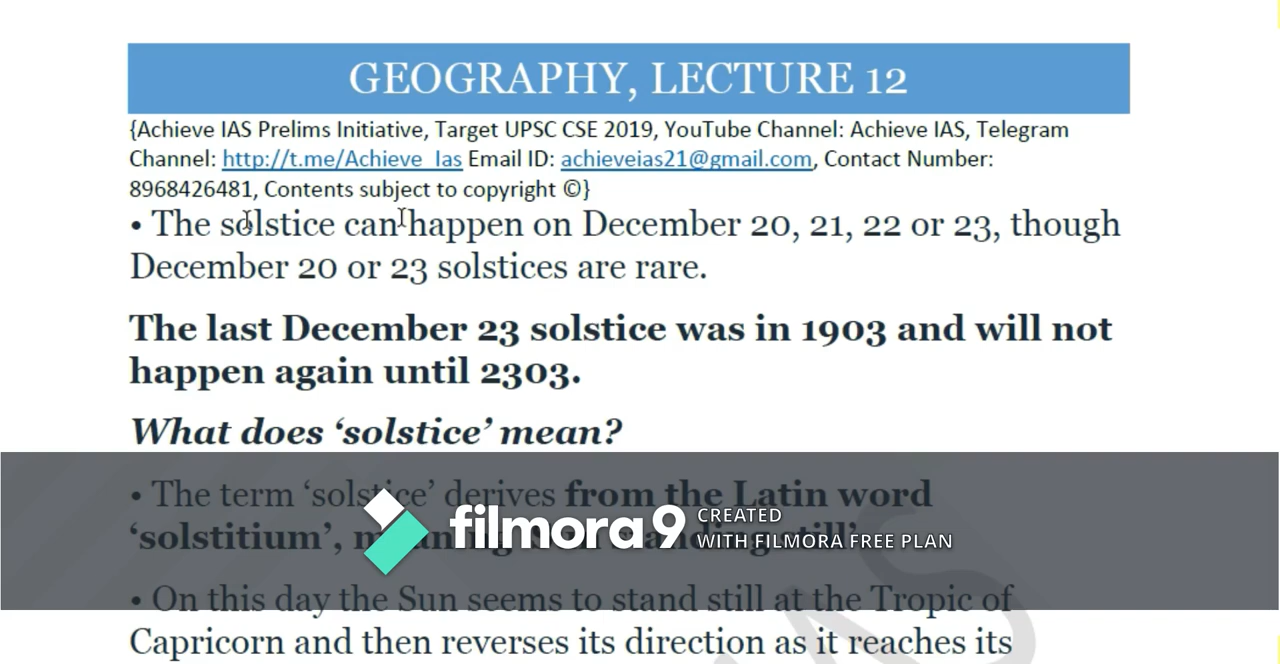 GEOGRAPHY, LECTURE 12
{Achieve IAS Prelims Initiative, Target UPSC CSE 2019, YouTube Channel: Achieve IAS, Telegram
Channel: http://t.me/Achieve_Ias Email ID: achieveias21@gmail.com, Contact Number:
8968426481, Contents subject to copyright ©}
• The solstice can happen on December 20, 21, 22 or 23, though
December 20 or 23 solstices are rare.
The last December 23 solstice was in 1903 and will not
happen again until 2303.
What does ‘solstice’ mean?
• The term ‘solstice’ derives from the Latin word
‘solstitium’, meaning ‘Sun standing still’.
filmora9 CREATED
WITH FILMORA FREE PLAN
• On this day the Sun seems to stand still at the Tropic of
Capricorn and then reverses its direction as it reaches its